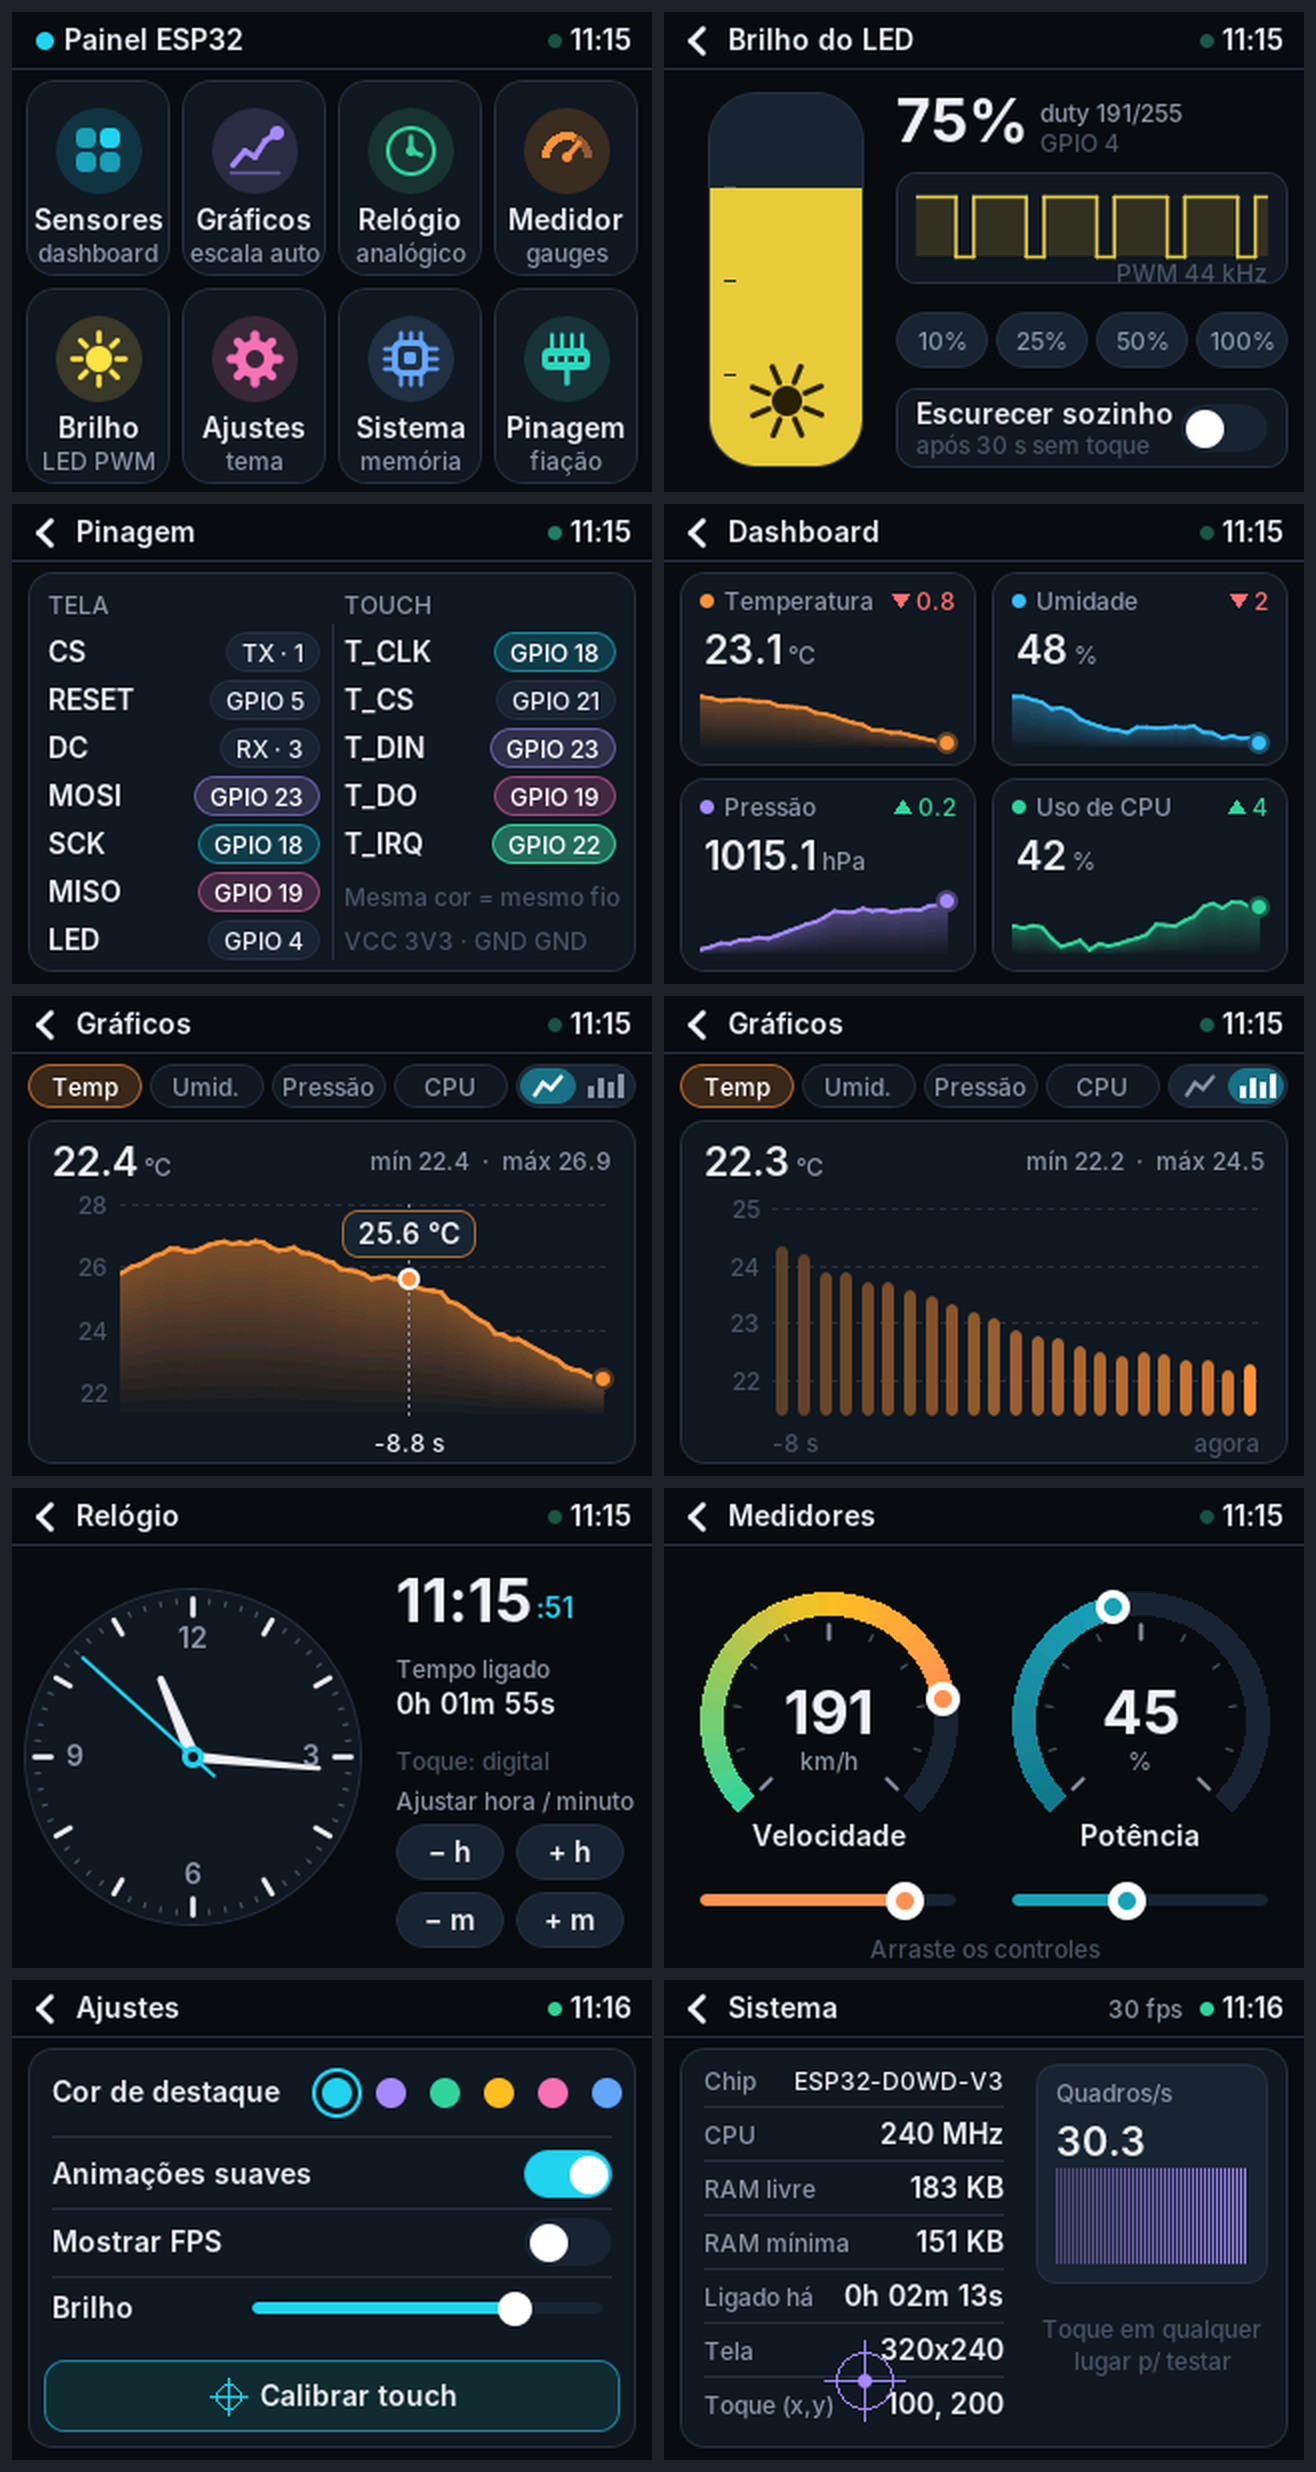 Painel ESP32
11:15
Sensores
dashboard
Gráficos
escala auto
Relógio
analógico
Medidor
gauges
Brilho
LED PWM
Ajustes
tema
Sistema
memória
Pinagem
fiação
Brilho do LED
11:15
75%
duty 191/255
GPIO 4
PWM 44 kHz
10%
25%
50%
100%
Escurecer sozinho
após 30 s sem toque
Pinagem
11:15
TELA
CS TX · 1
RESET GPIO 5
DC RX · 3
MOSI GPIO 23
SCK GPIO 18
MISO GPIO 19
LED GPIO 4
TOUCH
T_CLK GPIO 18
T_CS GPIO 21
T_DIN GPIO 23
T_DO GPIO 19
T_IRQ GPIO 22
Mesma cor = mesmo fio
VCC 3V3 · GND GND
Dashboard
11:15
Temperatura ▼ 0.8
23.1 °C
Umidade ▼ 2
48 %
Pressão ▲ 0.2
1015.1 hPa
Uso de CPU ▲ 4
42 %
Gráficos
11:15
Temp
Umid.
Pressão
CPU
22.4 °C
mín 22.4 · máx 26.9
28
26
24
22
25.6 °C
-8.8 s
Gráficos
11:15
Temp
Umid.
Pressão
CPU
22.3 °C
mín 22.2 · máx 24.5
25
24
23
22
-8 s
agora
Relógio
11:15
12
9
3
6
11:15 :51
Tempo ligado
0h 01m 55s
Toque: digital
Ajustar hora / minuto
– h
+ h
– m
+ m
Medidores
11:15
191
km/h
Velocidade
45
%
Potência
Arraste os controles
Ajustes
11:16
Cor de destaque
Animações suaves
Mostrar FPS
Brilho
Calibrar touch
Sistema
30 fps
11:16
Chip ESP32-D0WD-V3
CPU 240 MHz
RAM livre 183 KB
RAM mínima 151 KB
Ligado há 0h 02m 13s
Tela 320x240
Toque (x,y) 100, 200
Quadros/s
30.3
Toque em qualquer
lugar p/ testar